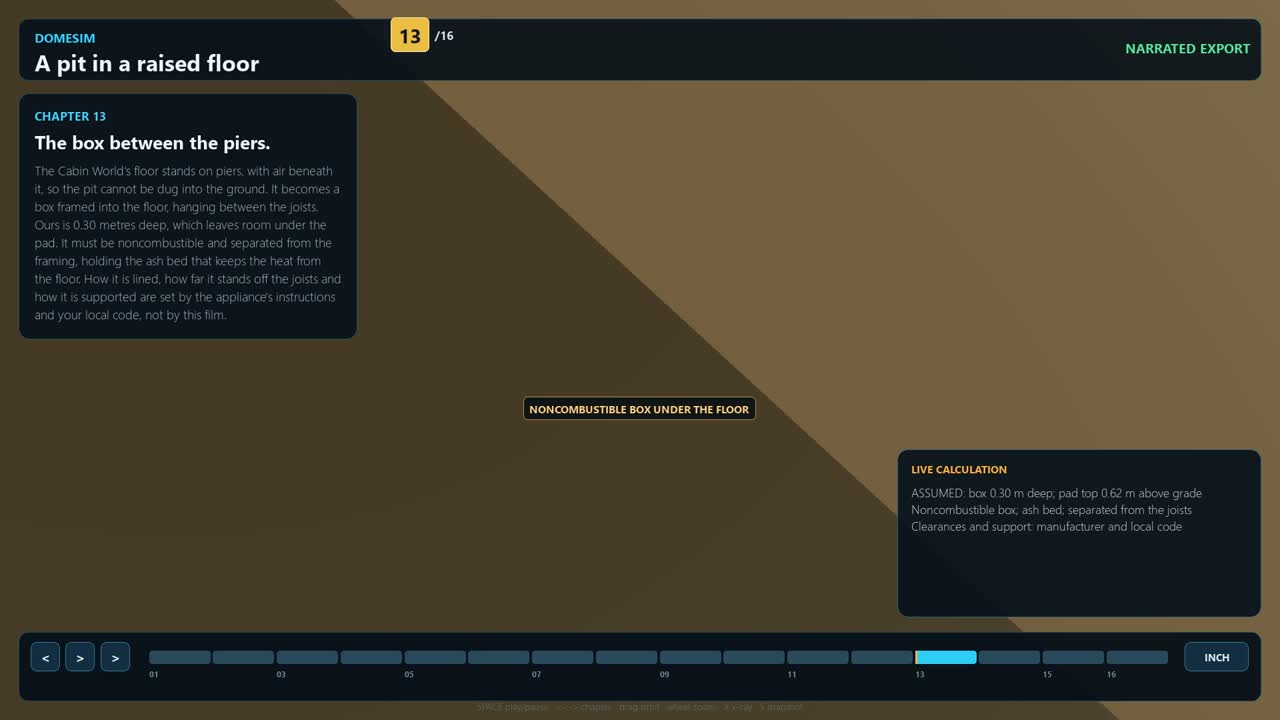 DOMESIM
A pit in a raised floor
13 /16
NARRATED EXPORT
CHAPTER 13
The box between the piers.
The Cabin World's floor stands on piers, with air beneath
it, so the pit cannot be dug into the ground. It becomes a
box framed into the floor, hanging between the joists.
Ours is 0.30 metres deep, which leaves room under the
pad. It must be noncombustible and separated from the
framing, holding the ash bed that keeps the heat from
the floor. How it is lined, how far it stands off the joists and
how it is supported are set by the appliance's instructions
and your local code, not by this film.
NONCOMBUSTIBLE BOX UNDER THE FLOOR
LIVE CALCULATION
ASSUMED: box 0.30 m deep; pad top 0.62 m above grade
Noncombustible box; ash bed; separated from the joists
Clearances and support: manufacturer and local code
< > >
INCH
01 03 05 07 09 11 13 15 16
SPACE play/pause <--> chapter drag orbit wheel zoom X x-ray S snapshot